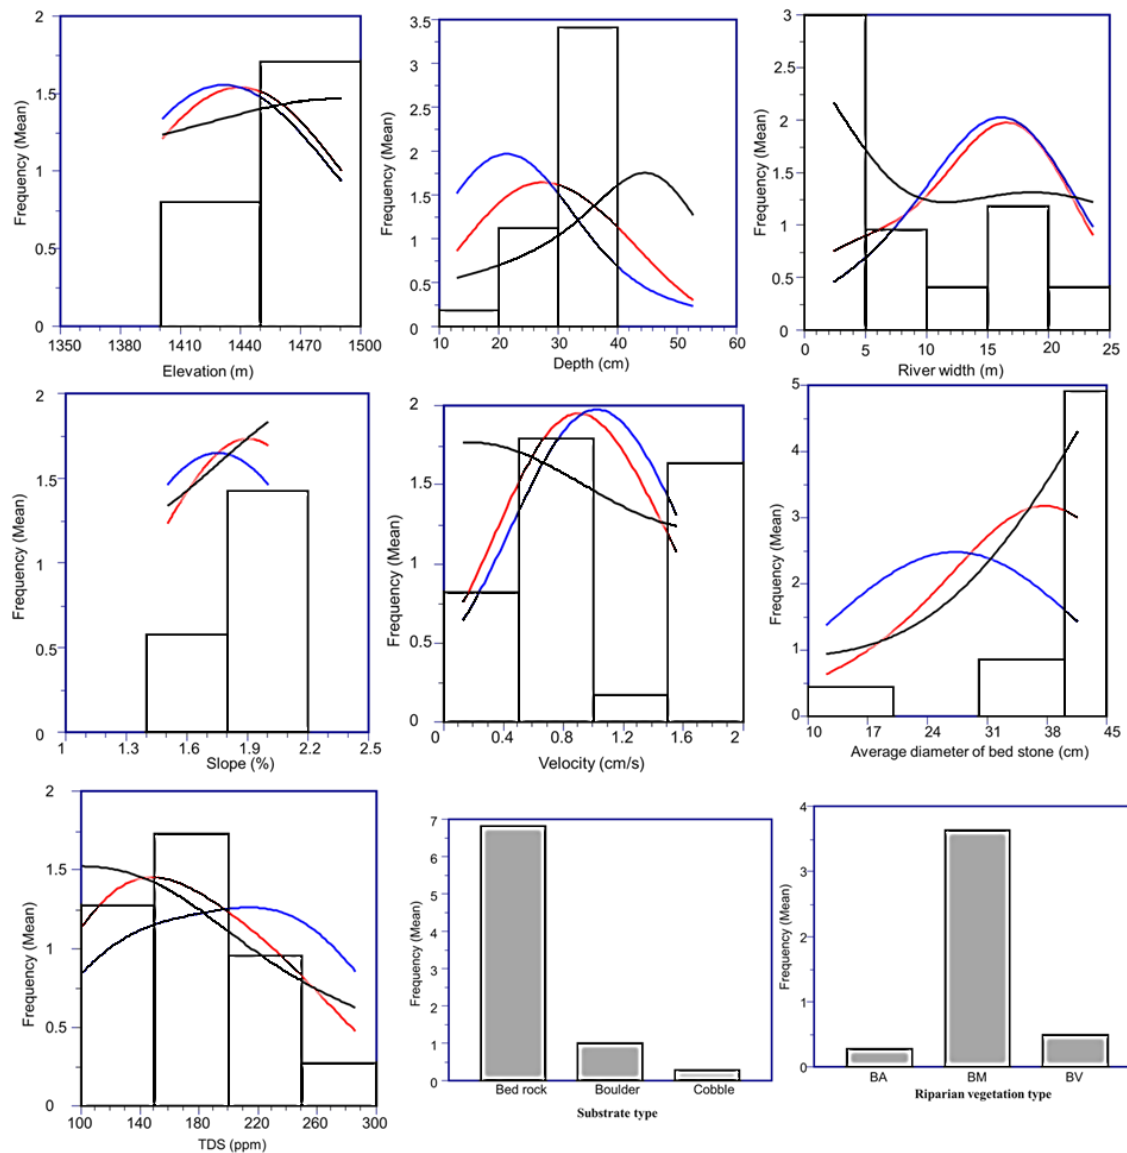 2
1.5
1
0.5
0
Frequency (Mean)
1350 1380 1410 1440 1470 1500
Elevation (m)
3.5
3
2.5
2
1.5
1
0.5
0
Frequency (Mean)
10 20 30 40 50 60
Depth (cm)
3
2.5
2
1.5
1
0.5
0
Frequency (Mean)
0 5 10 15 20 25
River width (m)
2
1.5
1
0.5
0
Frequency (Mean)
1 1.3 1.6 1.9 2.2 2.5
Slope (%)
2
1.5
1
0.5
0
Frequency (Mean)
0 0.4 0.8 1.2 1.6 2
Velocity (cm/s)
5
4
3
2
1
0
Frequency (Mean)
10 17 24 31 38 45
Average diameter of bed stone (cm)
2
1.5
1
0.5
0
Frequency (Mean)
100 140 180 220 260 300
TDS (ppm)
7
6
5
4
3
2
1
0
Frequency (Mean)
Bed rock Boulder Cobble
Substrate type
4
3
2
1
0
Frequency (Mean)
BA BM BV
Riparian vegetation type